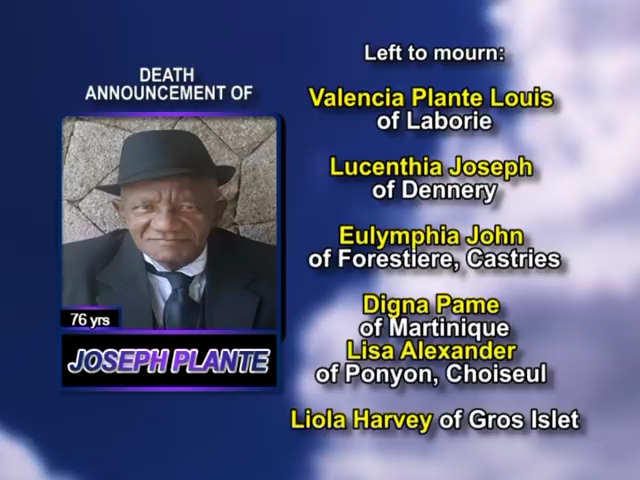 DEATH
ANNOUNCEMENT OF
76 yrs
JOSEPH PLANTE
Left to mourn:
Valencia Plante Louis
of Laborie
Lucenthia Joseph
of Dennery
Eulymphia John
of Forestiere, Castries
Digna Pame
of Martinique
Lisa Alexander
of Ponyon, Choiseul
Liola Harvey of Gros Islet